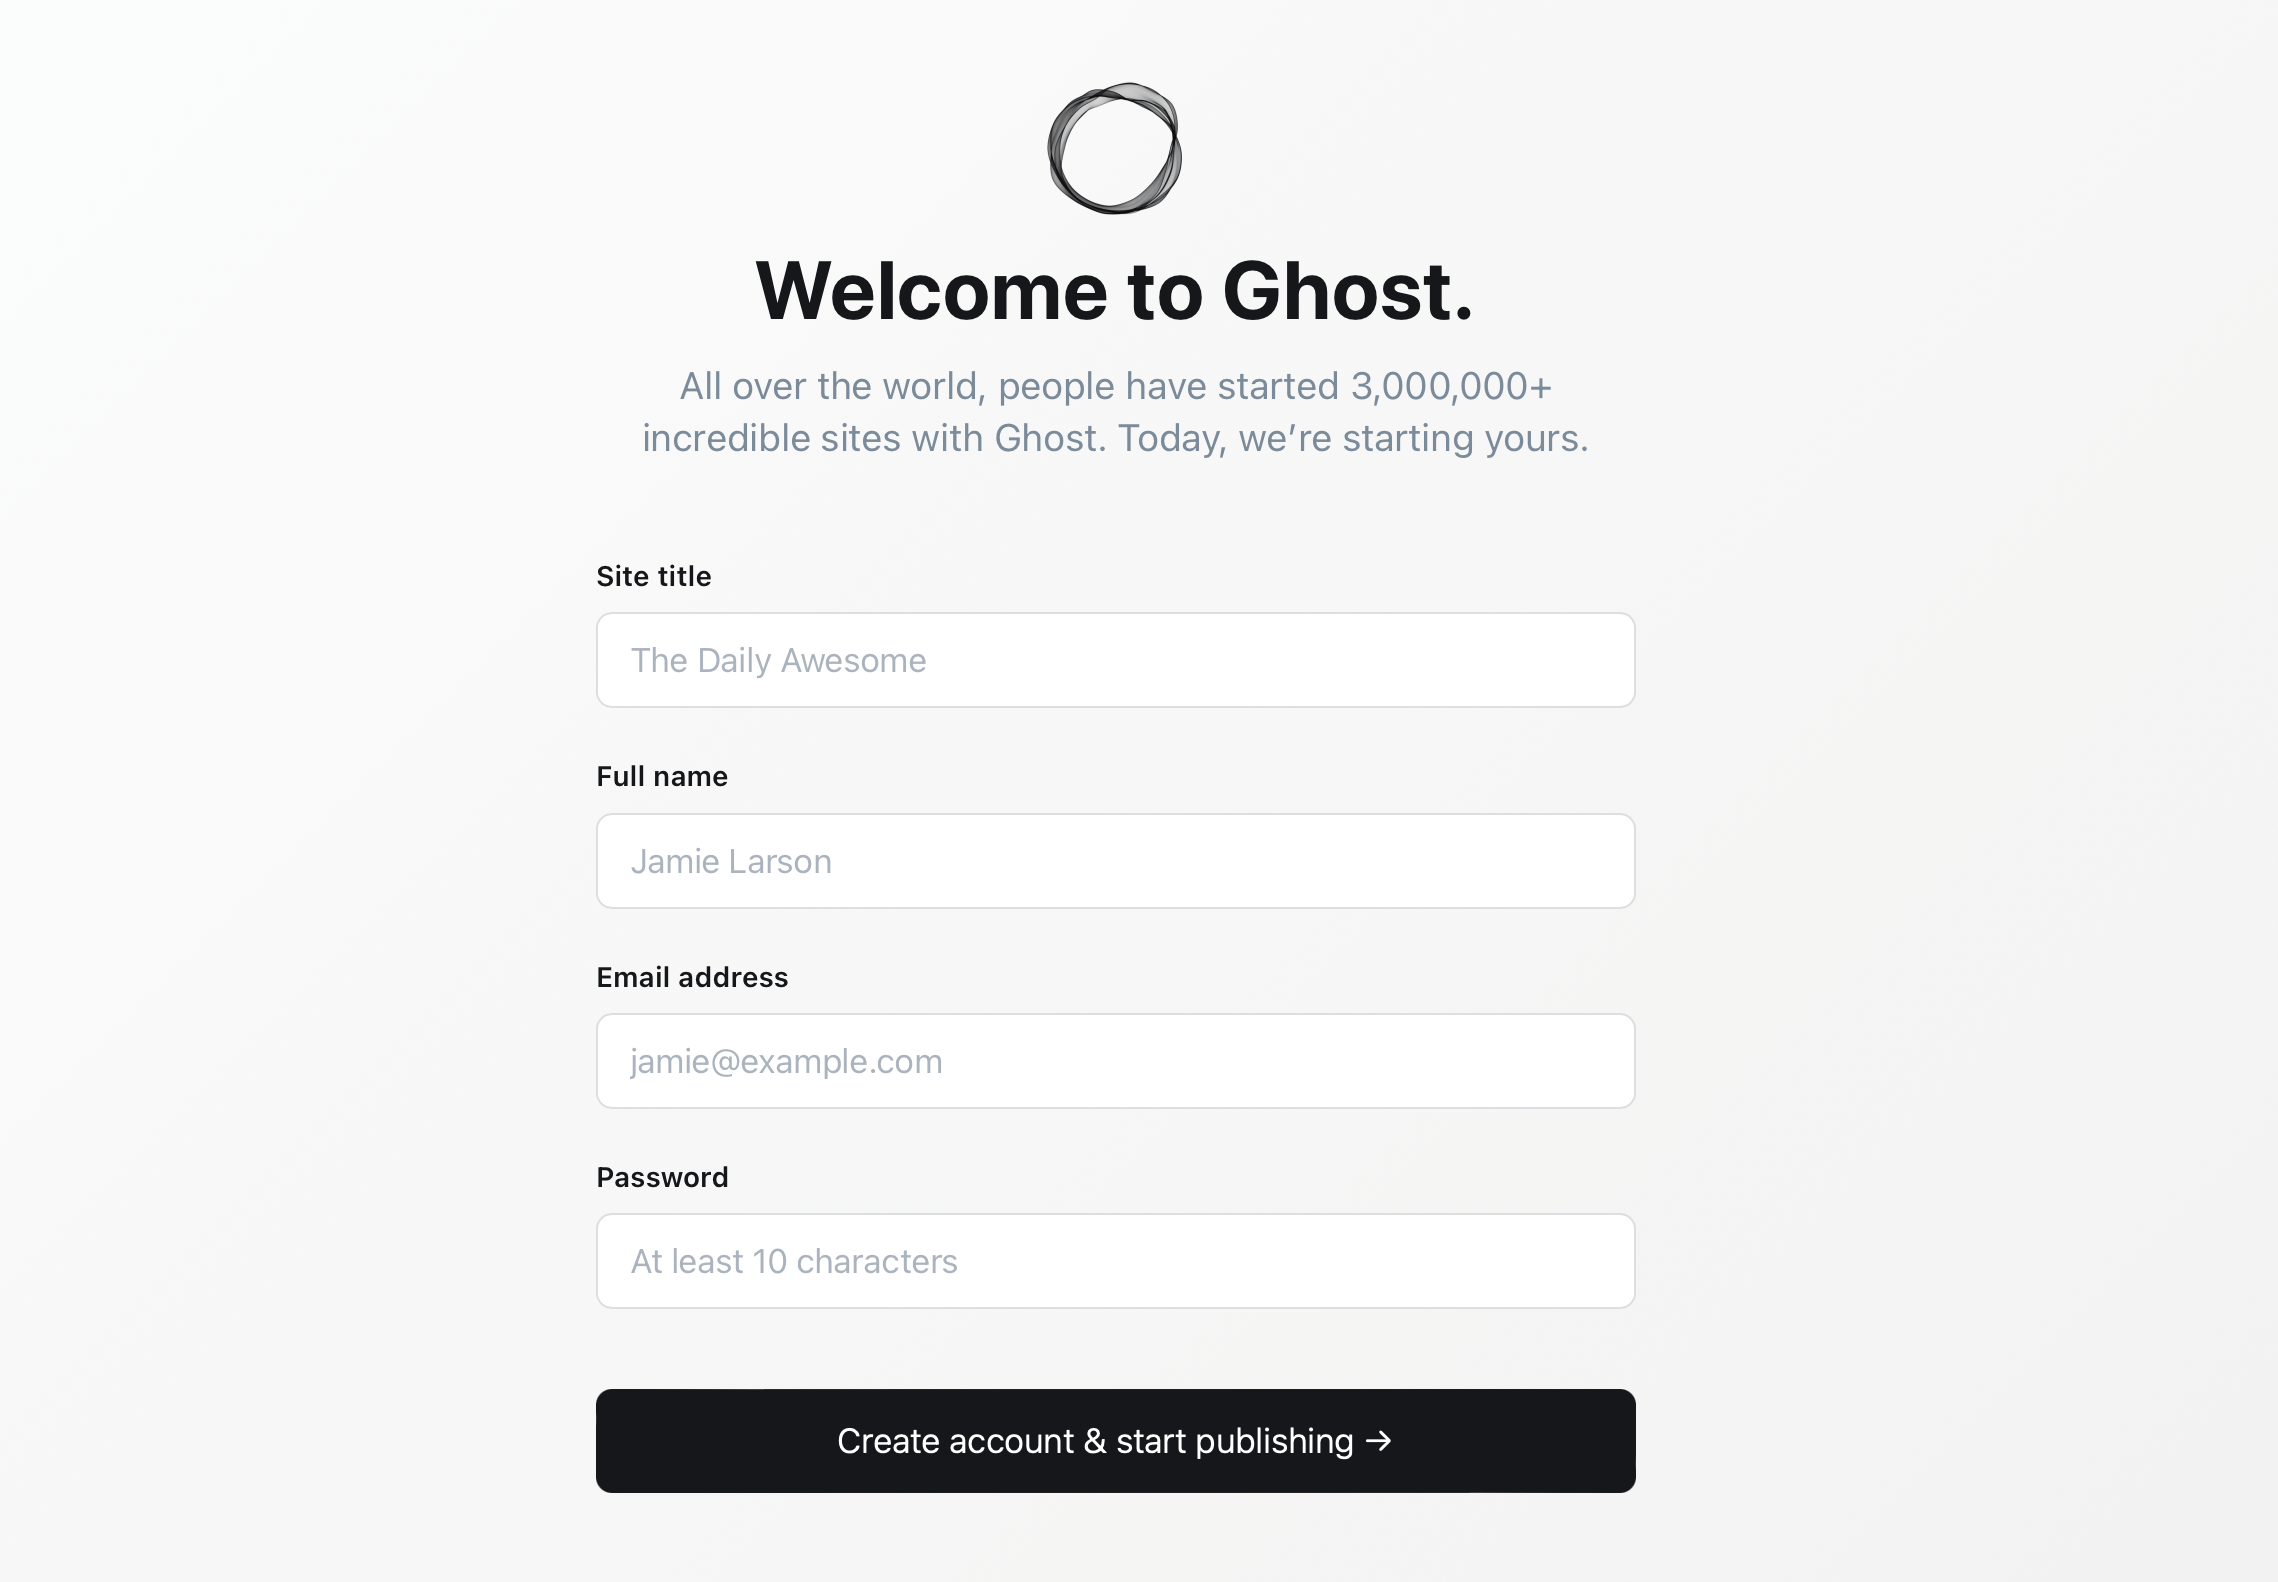 Welcome to Ghost.
All over the world, people have started 3,000,000+
incredible sites with Ghost. Today, we’re starting yours.
Site title
The Daily Awesome
Full name
Jamie Larson
Email address
jamie@example.com
Password
At least 10 characters
Create account & start publishing →